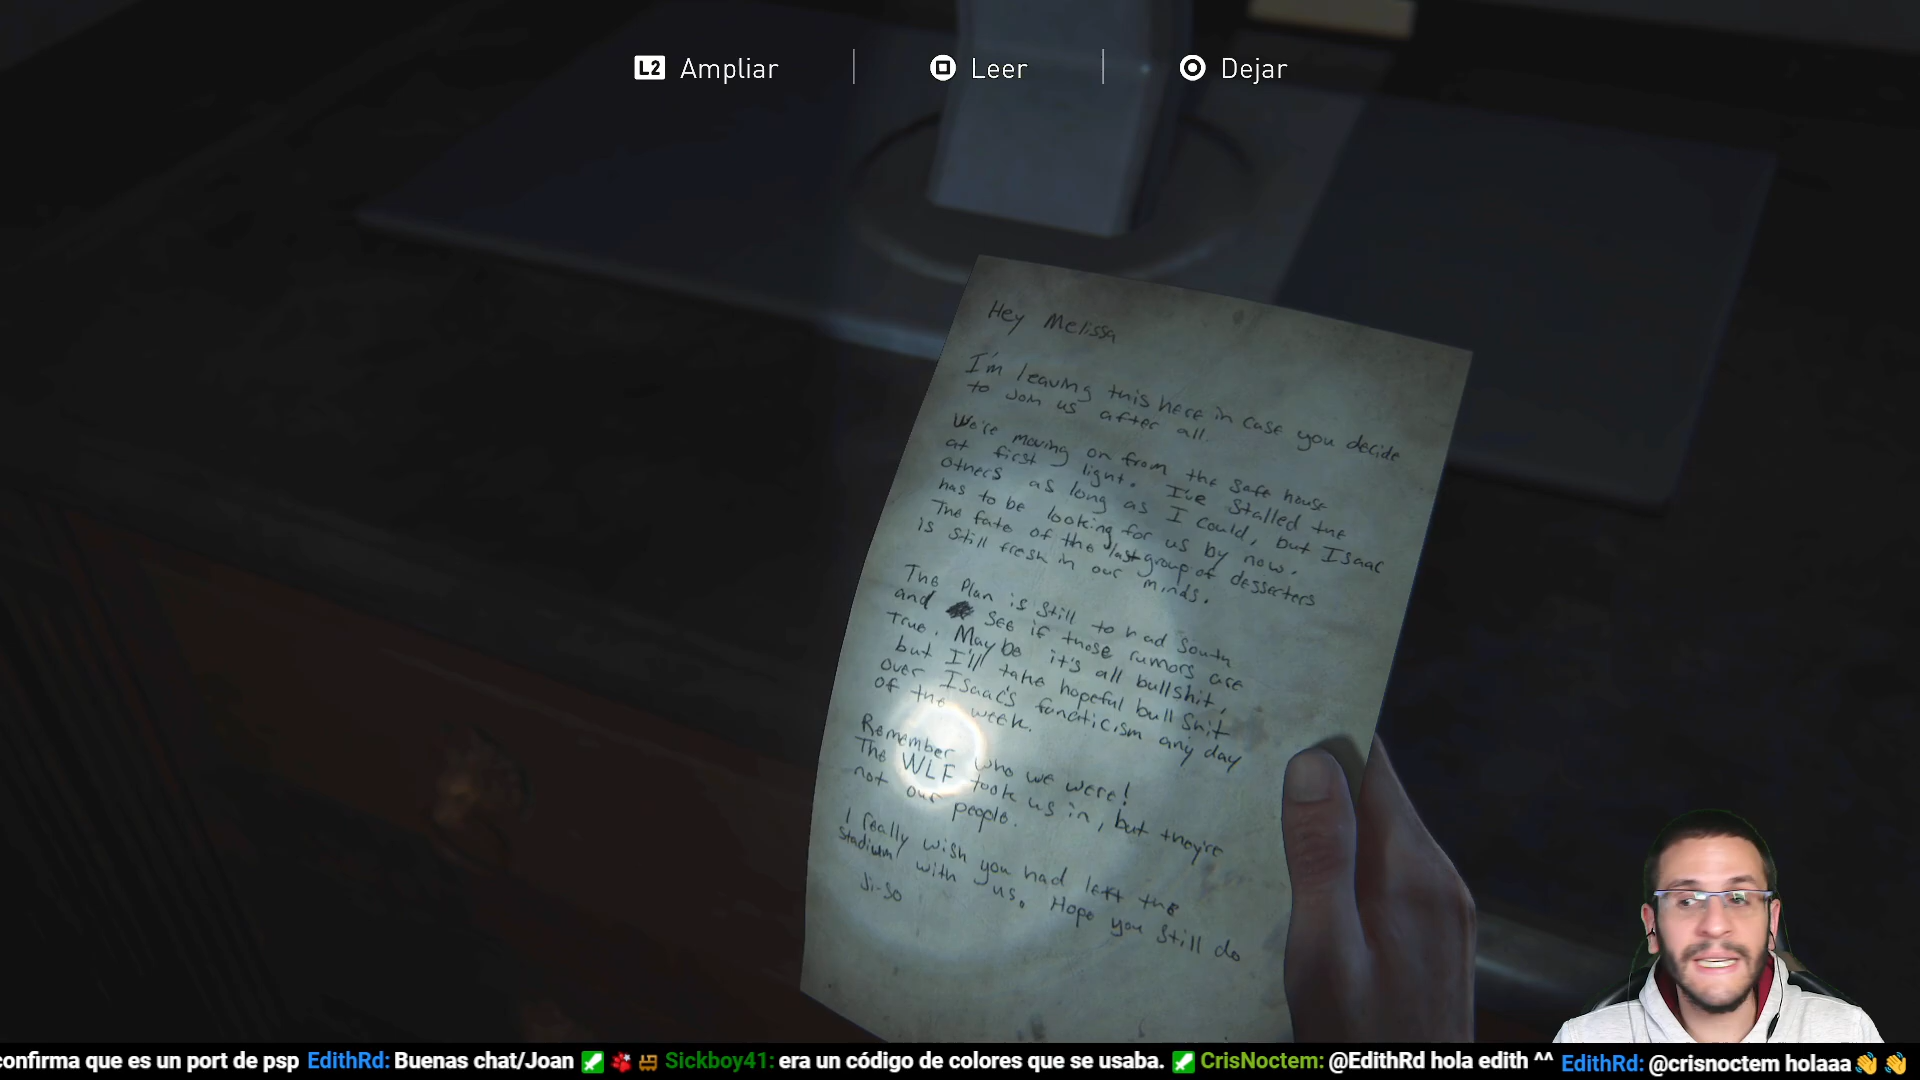 L2 Ampliar
Leer
Dejar
Hey Melissa
I'm leaving this here in case you decide
to join us after all.
We're moving on from the safe house
at first light. I've stalled the
others as long as I could, but Isaac
has to be looking for us by now.
The fate of the last group of desserters
is still fresh in our minds.
The Plan is still to had South
and see if those rumors are
True. Maybe it's all bullshit,
but I'll take hopeful bull Shit
over Isaac's fanaticism any day
of the week.
Remember who we were!
The WLF took us in, but they're
not our people.
I really wish you had left the
Stadium with us. Hope you still do
Ji-So
confirma que es un port de psp EdithRd: Buenas chat/Joan Sickboy41: era un código de colores que se usaba. CrisNoctem: @EdithRd hola edith ^^ EdithRd: @crisnoctem holaaa👋 👋